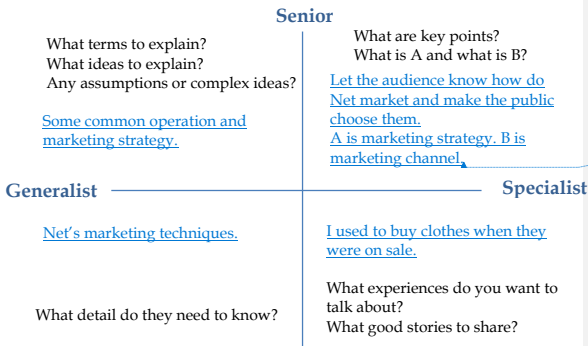 Senior
What terms to explain?
What ideas to explain?
Any assumptions or complex ideas?
Some common operation and
marketing strategy.
What are key points?
What is A and what is B?
Let the audience know how do
Net market and make the public
choose them.
A is marketing strategy. B is
marketing channel.
Generalist
Specialist
Net's marketing techniques.
What detail do they need to know?
I used to buy clothes when they
were on sale.
What experiences do you want to
talk about?
What good stories to share?